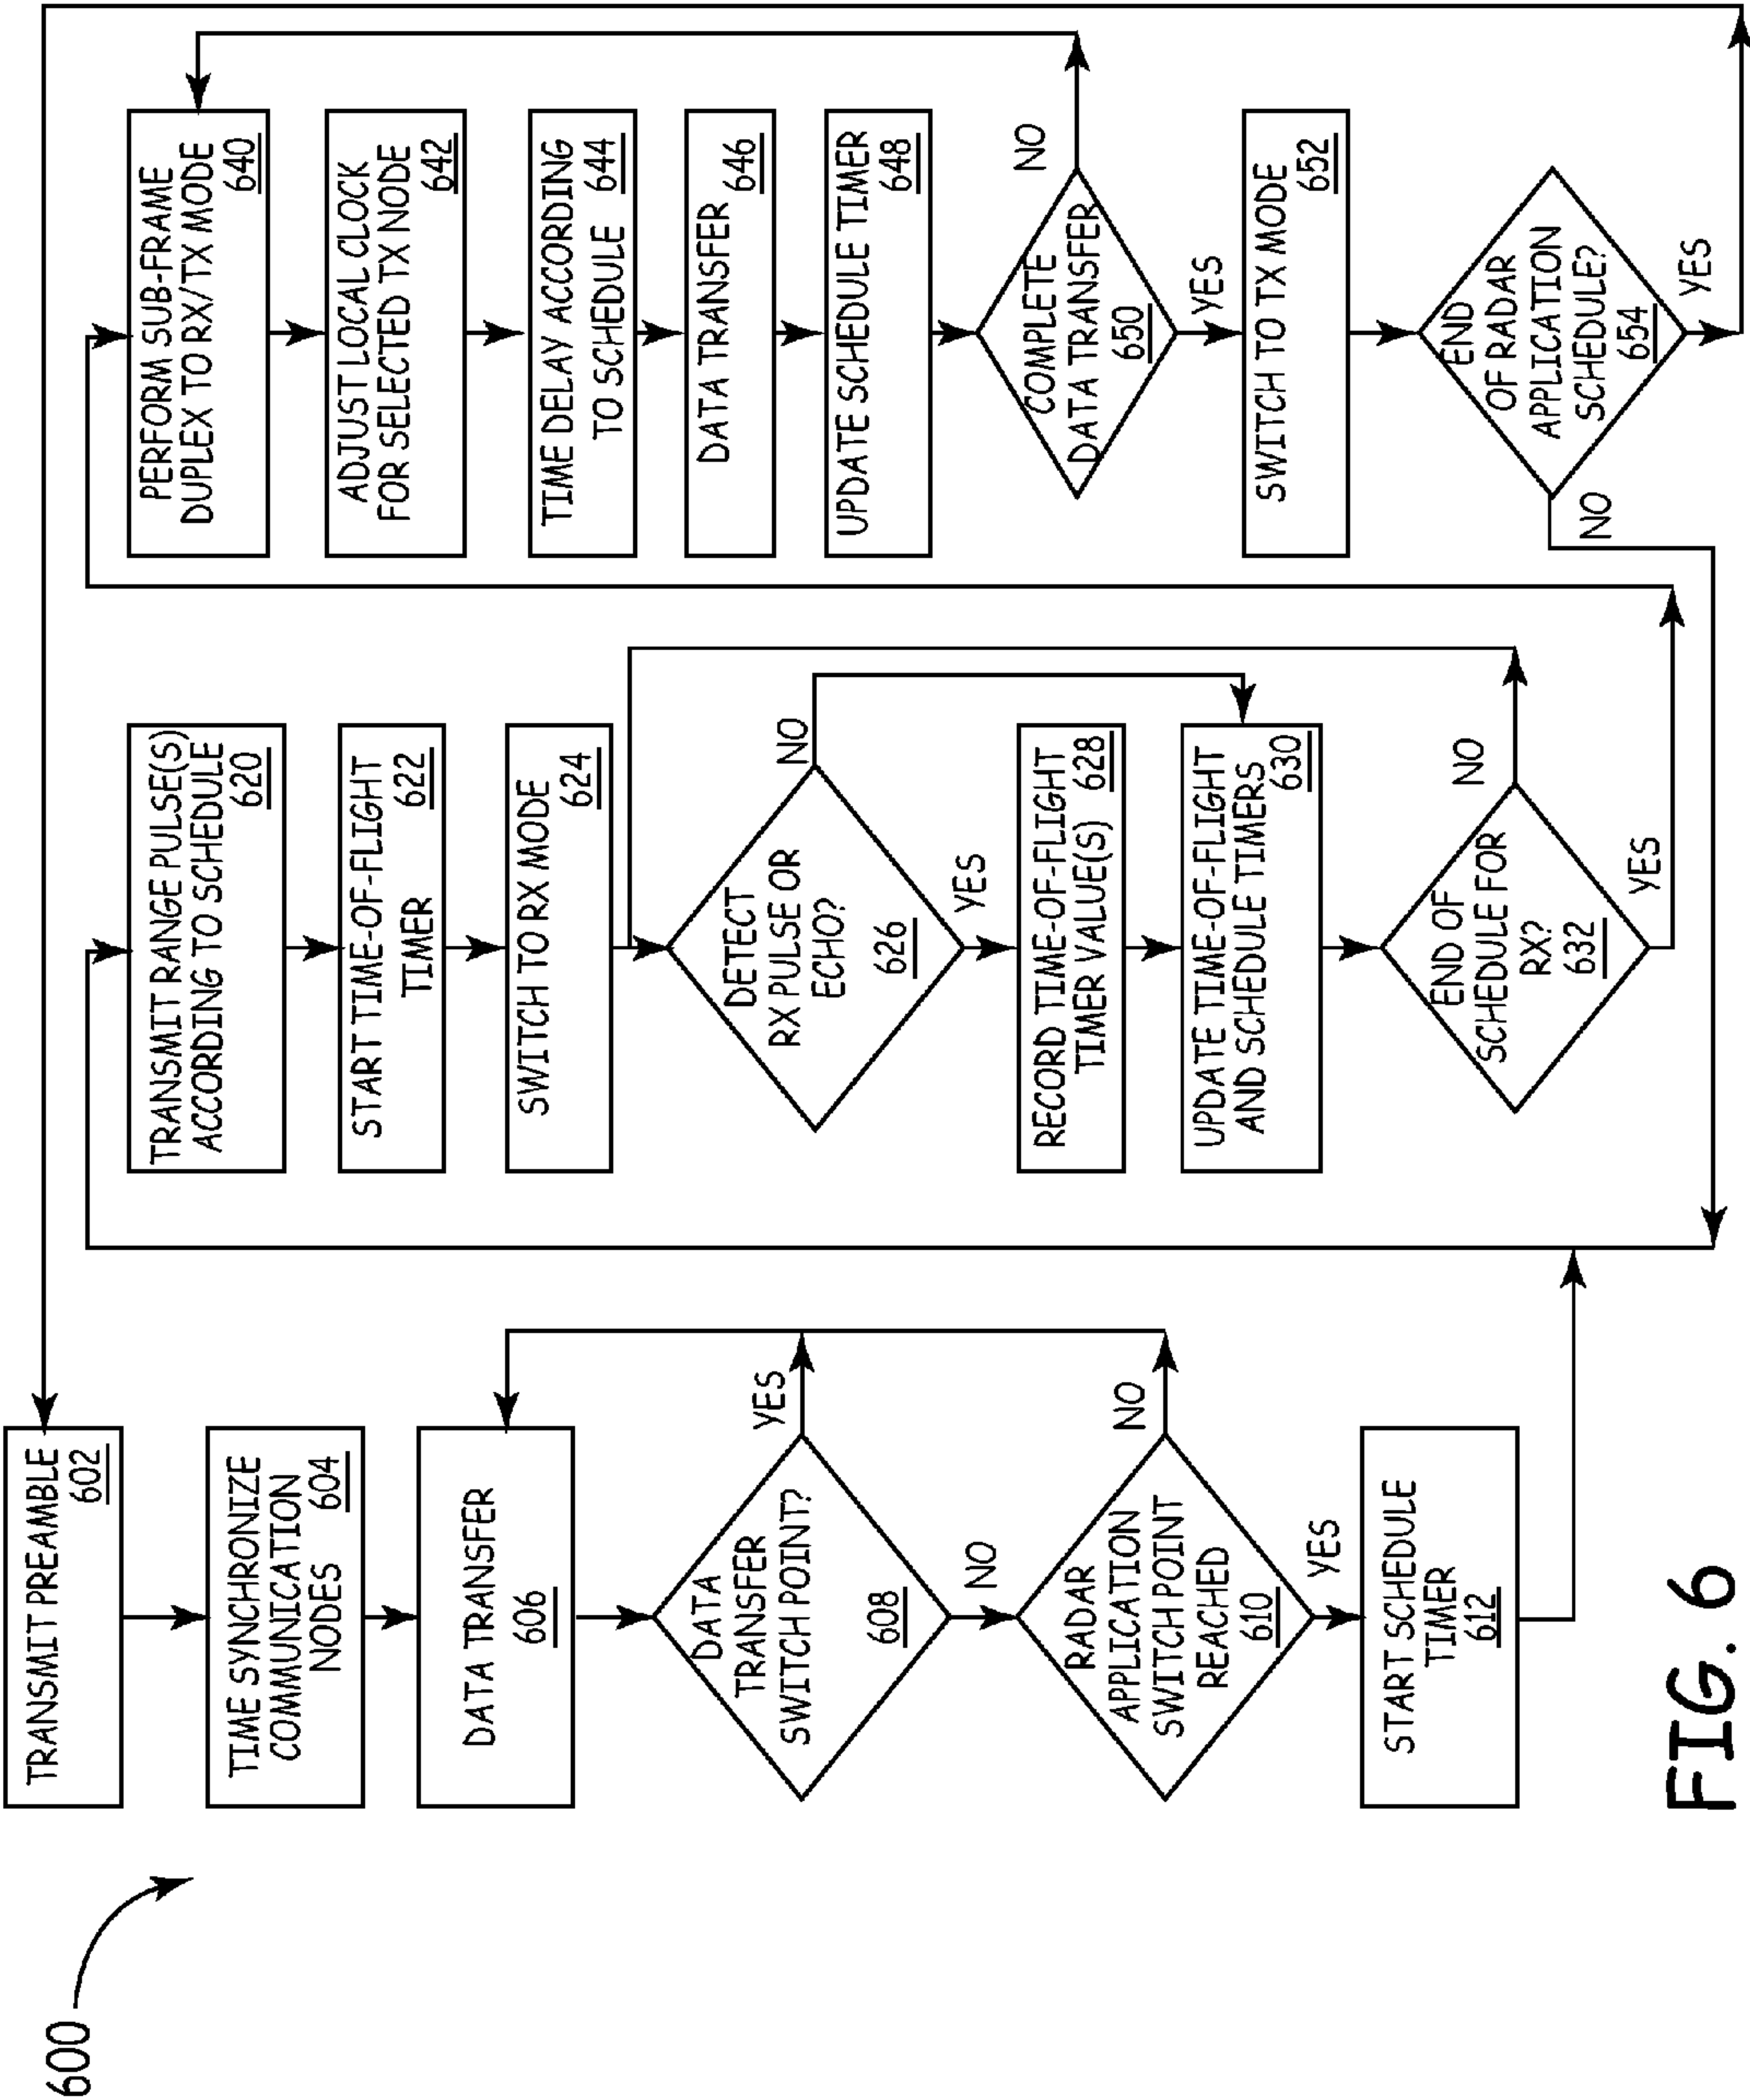 600
TRANSMIT PREAMBLE
602
TIME SYNCHRONIZE
COMMUNICATION
NODES 604
DATA TRANSFER
606
DATA
TRANSFER
SWITCH POINT?
608
YES
NO
RADAR
APPLICATION
SWITCH POINT
REACHED
610
NO
YES
START SCHEDULE
TIMER
612
TRANSMIT RANGE PULSE(S)
ACCORDING TO SCHEDULE
620
START TIME-OF-FLIGHT
TIMER 622
SWITCH TO RX MODE
624
DETECT
RX PULSE OR
ECHO?
626
NO
YES
RECORD TIME-OF-FLIGHT
TIMER VALUE(S) 628
UPDATE TIME-OF-FLIGHT
AND SCHEDULE TIMERS
630
END OF
SCHEDULE FOR
RX?
632
NO
YES
PERFORM SUB-FRAME
DUPLEX TO RX/TX MODE
640
ADJUST LOCAL CLOCK
FOR SELECTED TX NODE
642
TIME DELAY ACCORDING
TO SCHEDULE 644
DATA TRANSFER
646
UPDATE SCHEDULE TIMER
648
COMPLETE
DATA TRANSFER
650
NO
YES
SWITCH TO TX MODE
652
END
OF RADAR
APPLICATION
SCHEDULE?
654
NO
YES
FIG. 6